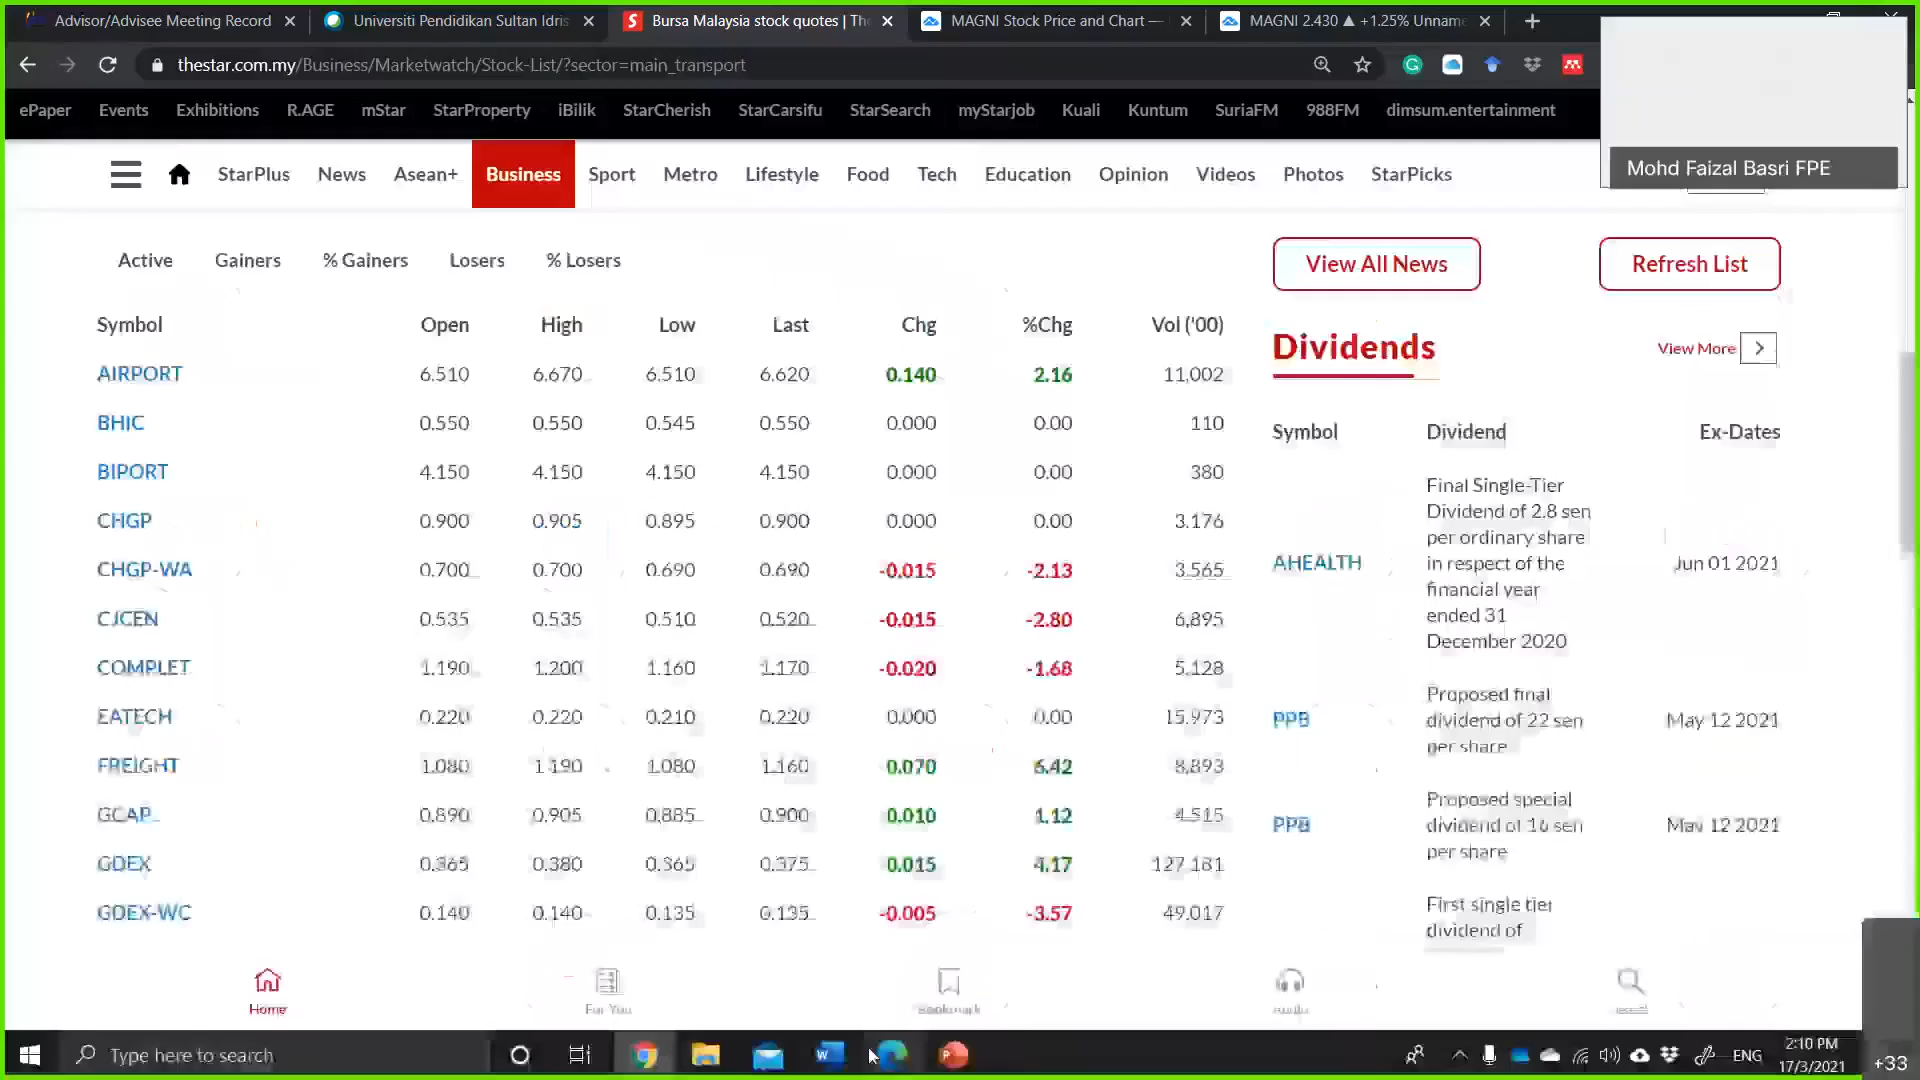 Advisor/Advisee Meeting Record
Universiti Pendidikan Sultan Idris
Bursa Malaysia stock quotes | The
MAGNI Stock Price and Chart —
MAGNI 2.430 ▲ +1.25% Unname
thestar.com.my/Business/Marketwatch/Stock-List/?sector=main_transport
ePaper Events Exhibitions R.AGE mStar StarProperty iBilik StarCherish StarCarsifu StarSearch myStarjob Kuali Kuntum SuriaFM 988FM dimsum.entertainment
Mohd Faizal Basri FPE
StarPlus News Asean+ Business Sport Metro Lifestyle Food Tech Education Opinion Videos Photos StarPicks
Active Gainers % Gainers Losers % Losers
View All News
Refresh List
Symbol Open High Low Last Chg %Chg Vol ('00)
AIRPORT 6.510 6.670 6.510 6.620 0.140 2.16 11,002
BHIC 0.550 0.550 0.545 0.550 0.000 0.00 110
BIPORT 4.150 4.150 4.150 4.150 0.000 0.00 380
CHGP 0.900 0.905 0.895 0.900 0.000 0.00 3,176
CHGP-WA 0.700 0.700 0.690 0.690 -0.015 -2.13 3,565
CJCEN 0.535 0.535 0.510 0.520 -0.015 -2.80 6,895
COMPLET 1.190 1.200 1.160 1.170 -0.020 -1.68 5,128
EATECH 0.220 0.220 0.210 0.220 0.000 0.00 15,973
FREIGHT 1.080 1.190 1.080 1.160 0.070 6.42 8,893
GCAP 0.890 0.905 0.885 0.900 0.010 1.12 4,515
GDEX 0.365 0.380 0.365 0.375 0.015 4.17 127,181
GDEX-WC 0.140 0.140 0.135 0.135 -0.005 -3.57 49,017
Dividends
View More
Symbol Dividend Ex-Dates
Final Single-Tier
Dividend of 2.8 sen
per ordinary share
AHEALTH in respect of the Jun 01 2021
financial year
ended 31
December 2020
Proposed final
PPB dividend of 22 sen May 12 2021
per share
Proposed special
PPB dividend of 16 sen May 12 2021
per share
First single tier
dividend of
Home
For You
Bookmark
Audio
Type here to search
ENG
2:10 PM
17/3/2021
+33